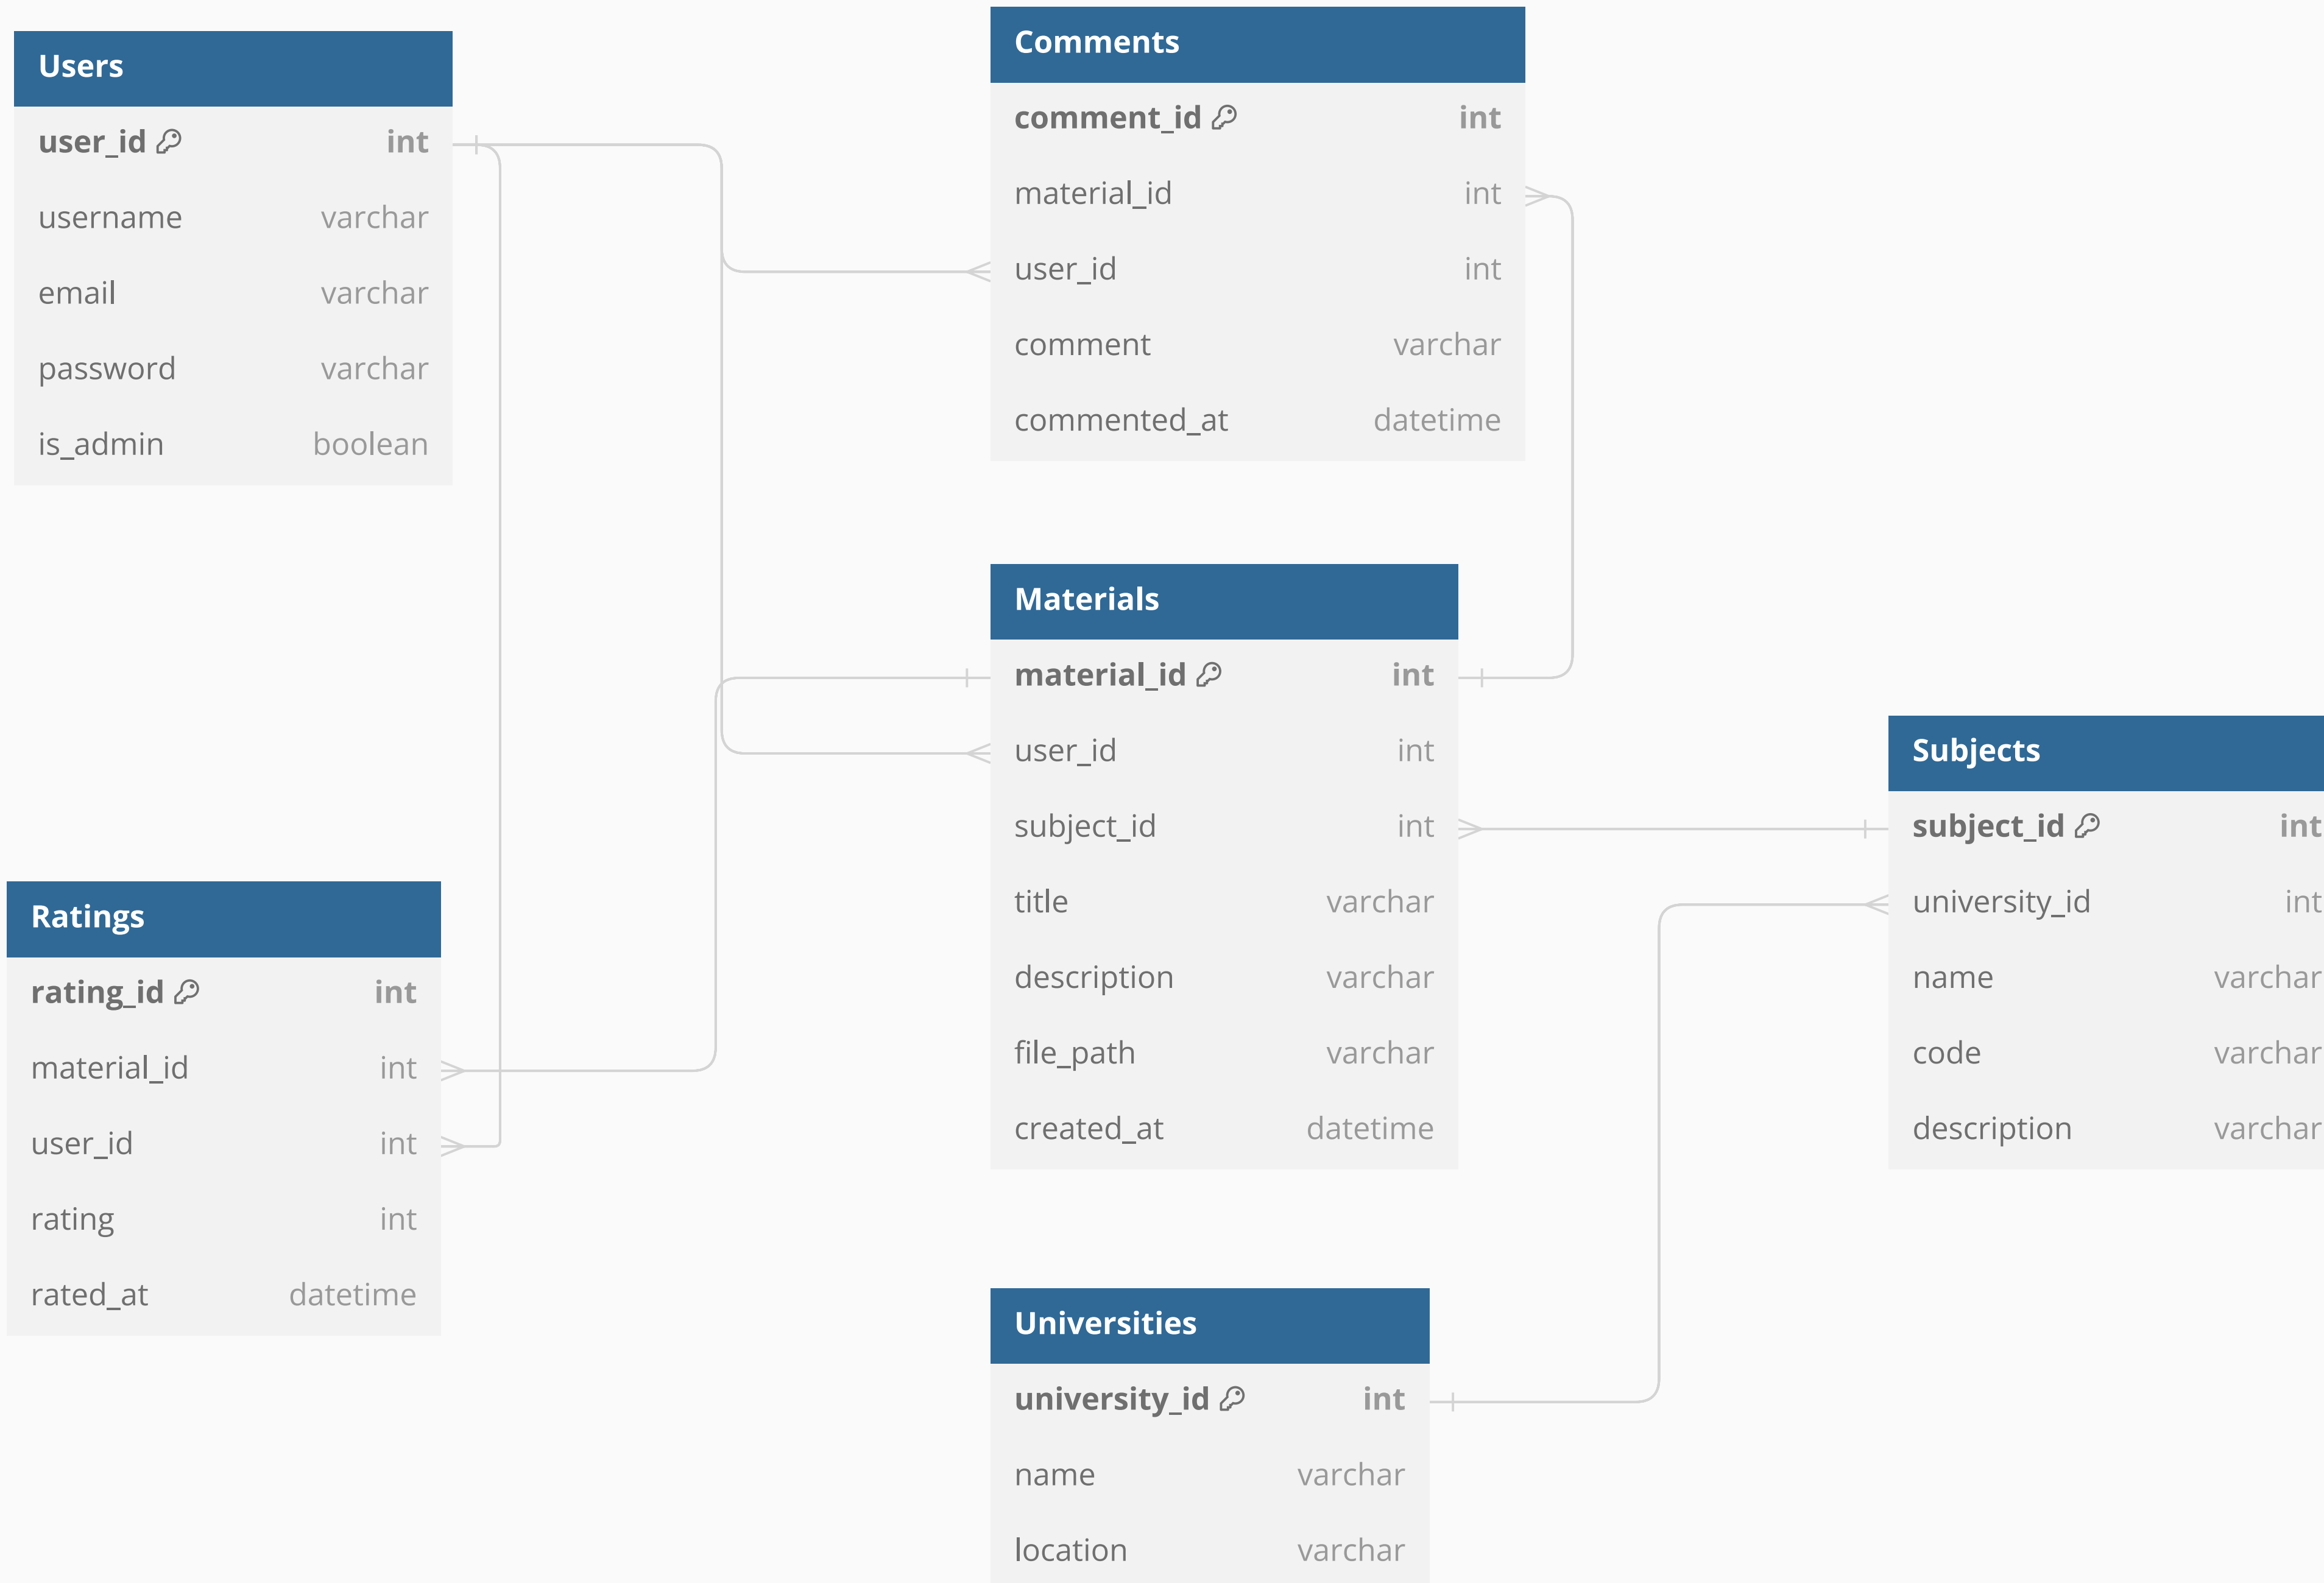 Users
user_id int
username varchar
email varchar
password varchar
is_admin boolean
Comments
comment_id int
material_id int
user_id int
comment varchar
commented_at datetime
Materials
material_id int
user_id int
subject_id int
title varchar
description varchar
file_path varchar
created_at datetime
Subjects
subject_id int
university_id int
name varchar
code varchar
description varchar
Ratings
rating_id int
material_id int
user_id int
rating int
rated_at datetime
Universities
university_id int
name varchar
location varchar